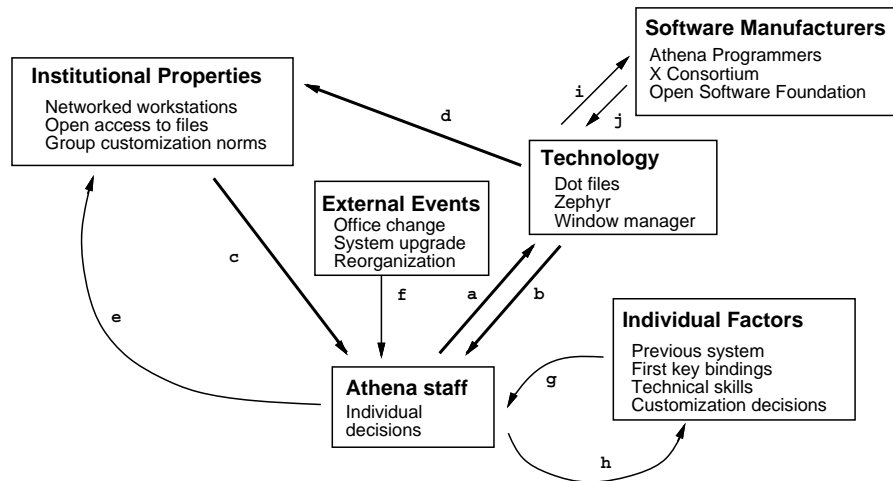 Software Manufacturers
Athena Programmers
X Consortium
Open Software Foundation
Institutional Properties
Networked workstations
Open access to files
Group customization norms
i
j
d
Technology
Dot files
Zephyr
Window manager
External Events
Office change
System upgrade
Reorganization
c
f
a
b
e
Individual Factors
Previous system
First key bindings
Technical skills
Customization decisions
g
Athena staff
Individual
decisions
h